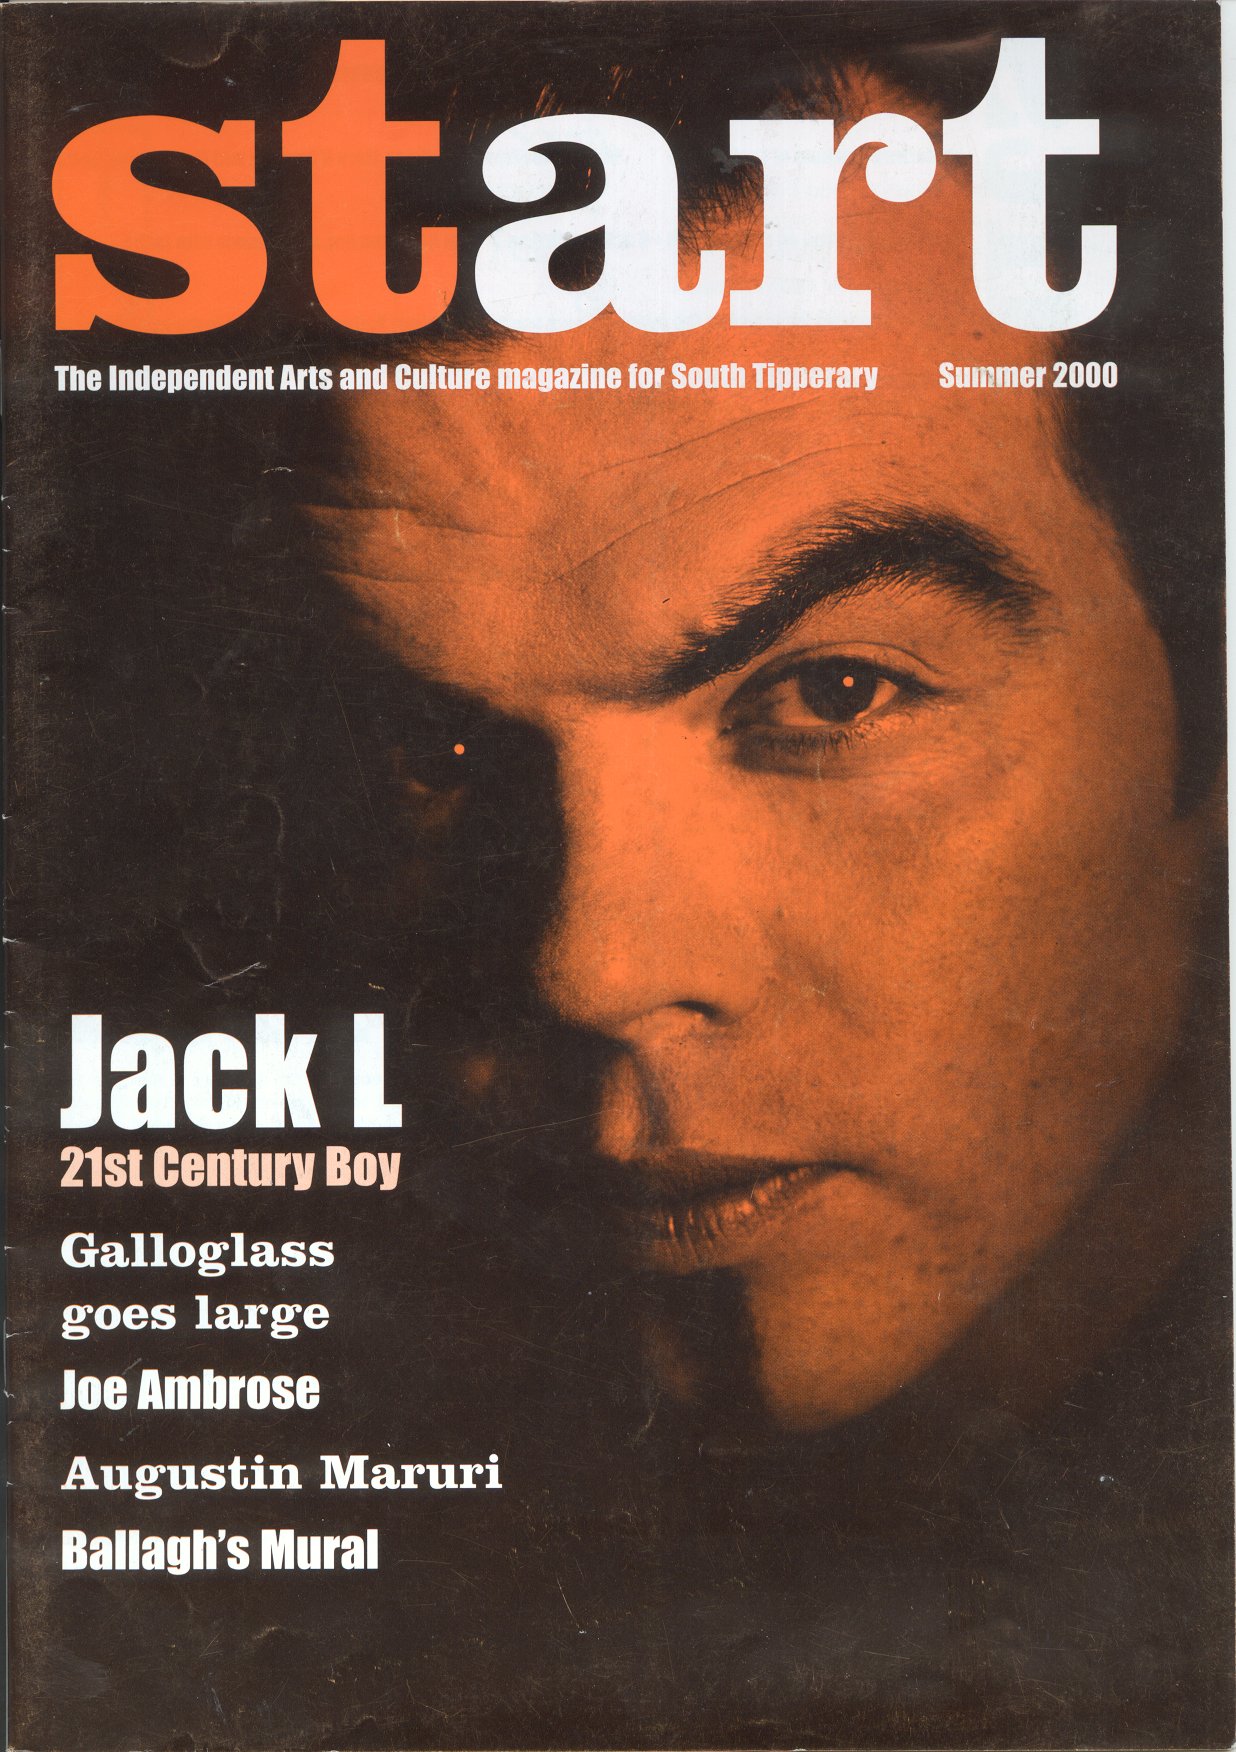 start
The Independent Arts and Culture magazine for South Tipperary Summer 2000
Jack L
21st Century Boy
Galloglass
goes large
Joe Ambrose
Augustin Maruri
Ballagh's Mural